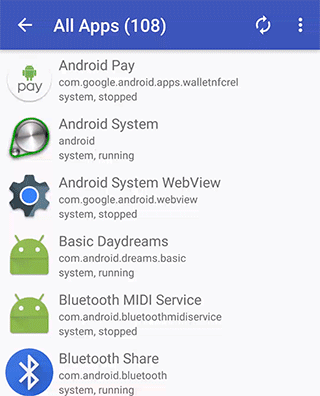 All Apps (108)
pay
Android Pay
com.google.android.apps.walletnfcrel
system, stopped
Android System
android
system, running
Android System WebView
com.google.android.webview
system, stopped
Basic Daydreams
com.android.dreams.basic
system, running
Bluetooth MIDI Service
com.android.bluetoothmidiservice
system, stopped
Bluetooth Share
com.android.bluetooth
system, running